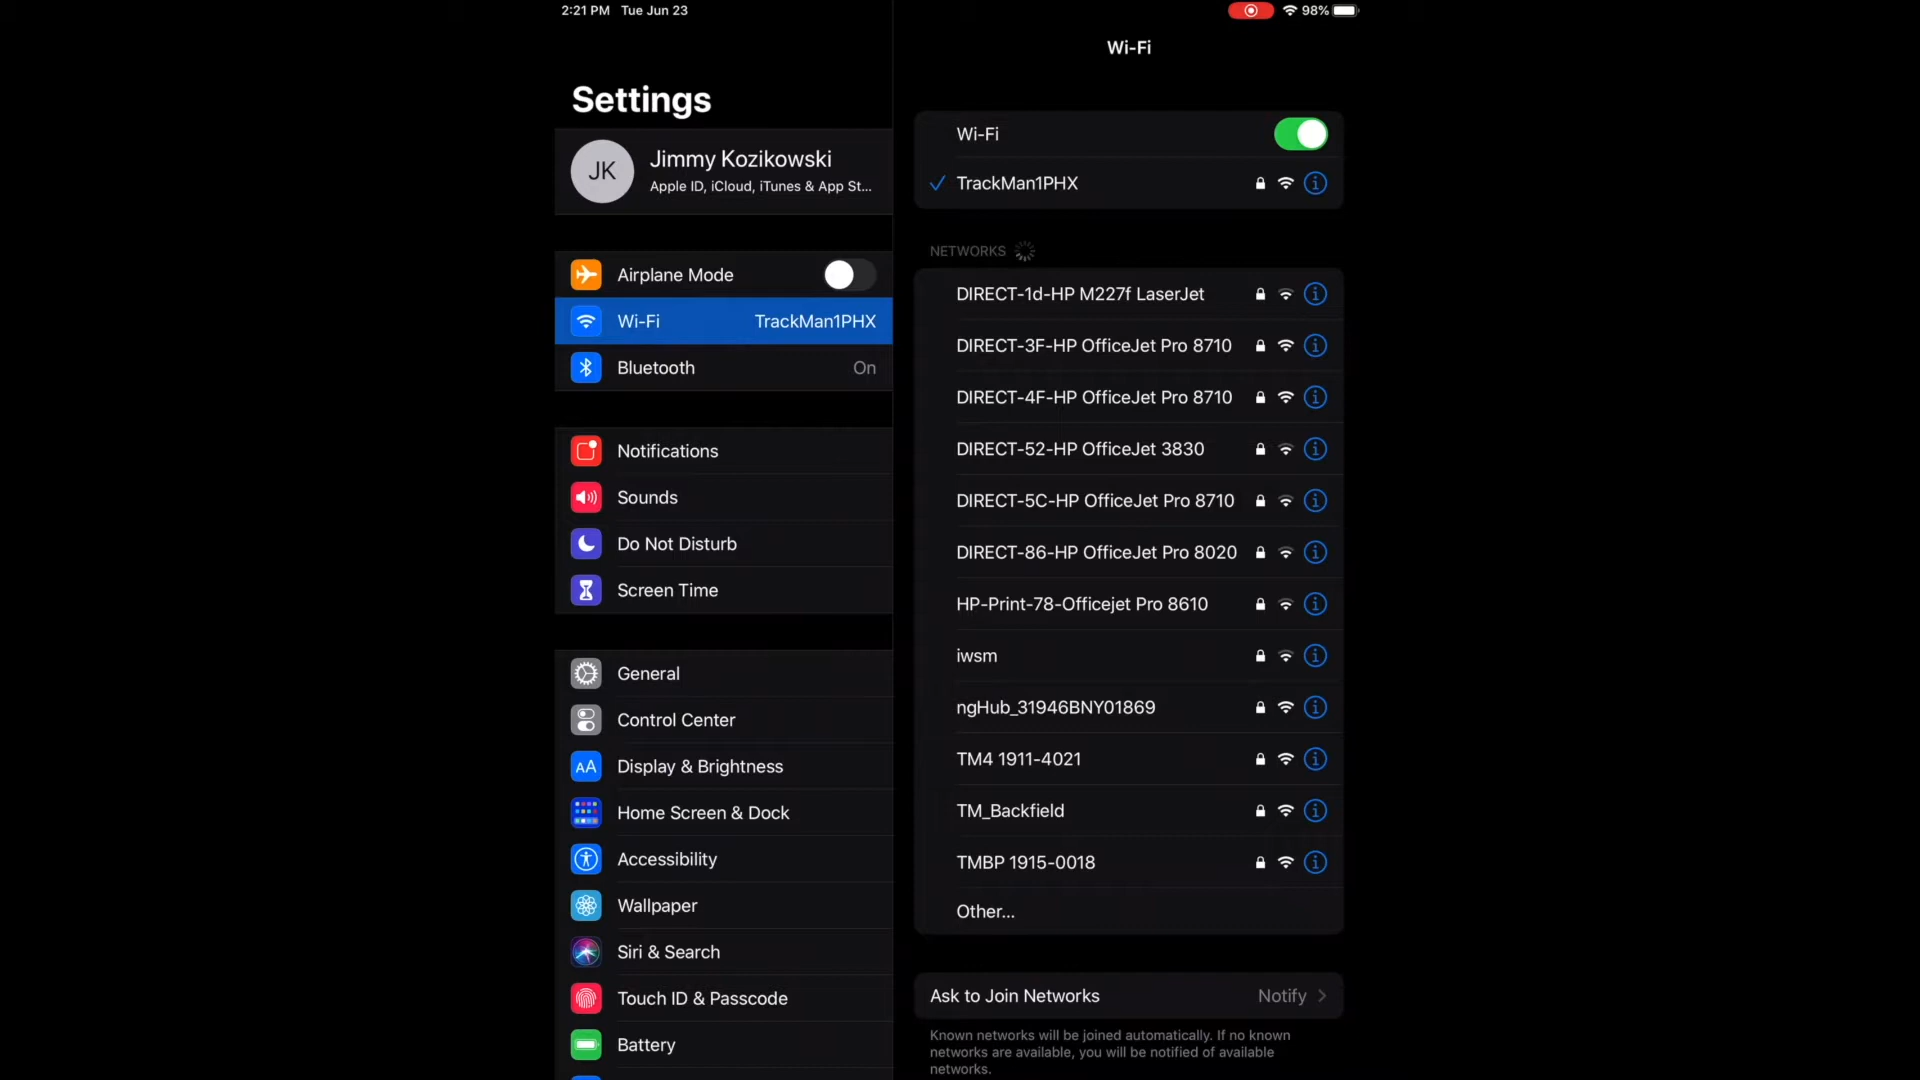 2:21 PM Tue Jun 23
98%
Settings
JK
Jimmy Kozikowski
Apple ID, iCloud, iTunes & App St...
Airplane Mode
Wi-Fi TrackMan1PHX
Bluetooth On
Notifications
Sounds
Do Not Disturb
Screen Time
General
Control Center
AA Display & Brightness
Home Screen & Dock
Accessibility
Wallpaper
Siri & Search
Touch ID & Passcode
Battery
Wi-Fi
Wi-Fi
TrackMan1PHX
NETWORKS
DIRECT-1d-HP M227f LaserJet
DIRECT-3F-HP OfficeJet Pro 8710
DIRECT-4F-HP OfficeJet Pro 8710
DIRECT-52-HP OfficeJet 3830
DIRECT-5C-HP OfficeJet Pro 8710
DIRECT-86-HP OfficeJet Pro 8020
HP-Print-78-Officejet Pro 8610
iwsm
ngHub_31946BNY01869
TM4 1911-4021
TM_Backfield
TMBP 1915-0018
Other...
Ask to Join Networks Notify
Known networks will be joined automatically. If no known
networks are available, you will be notified of available
networks.